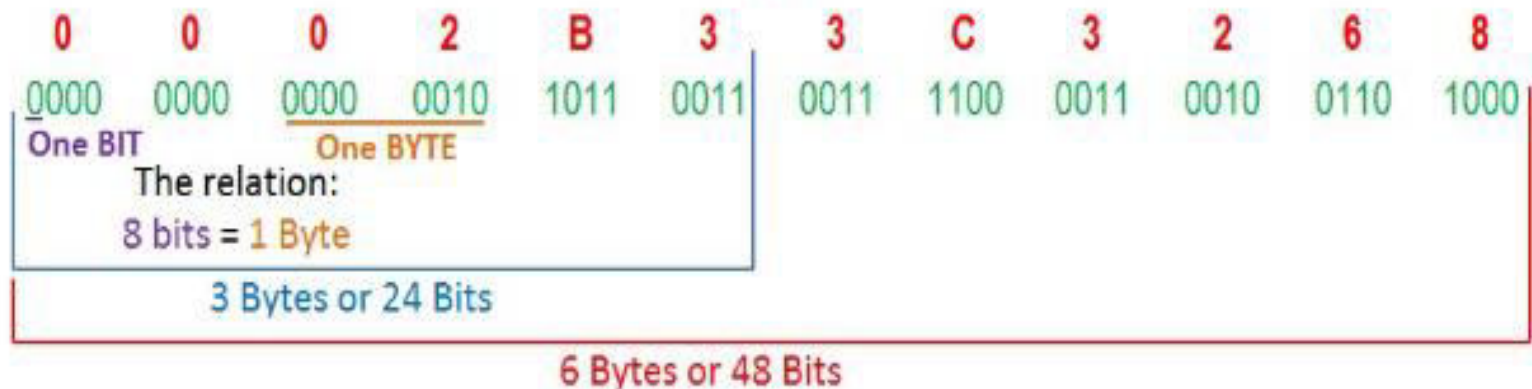 0 0 0 2 B 3 3 C 3 2 6 8
0000 0000 0000 0010 1011 0011 0011 1100 0011 0010 0110 1000
One BIT One BYTE
The relation:
8 bits = 1 Byte
3 Bytes or 24 Bits
6 Bytes or 48 Bits